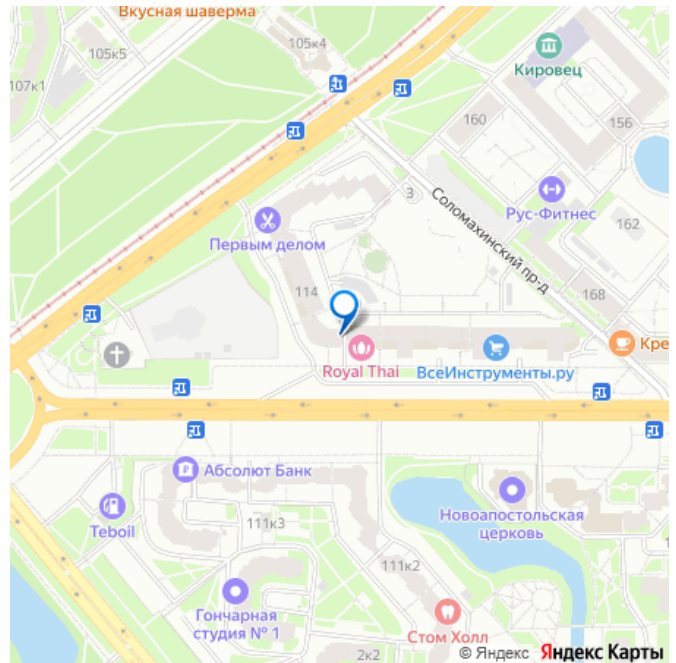 Вкусная шаверма
105к4
105к5
107к1
Кировец
160
156
3
Соломахинский пр-д
Рус-Фитнес
162
Первым делом
114
168
Кре
Royal Thai
ВсеИнструменты.ру
Абсолют Банк
Teboil
111к3
Новоапостольская
церковь
1
111к2
Гончарная
студия № 1
Стом Холл
2к2
© Яндекс Яндекс Карты